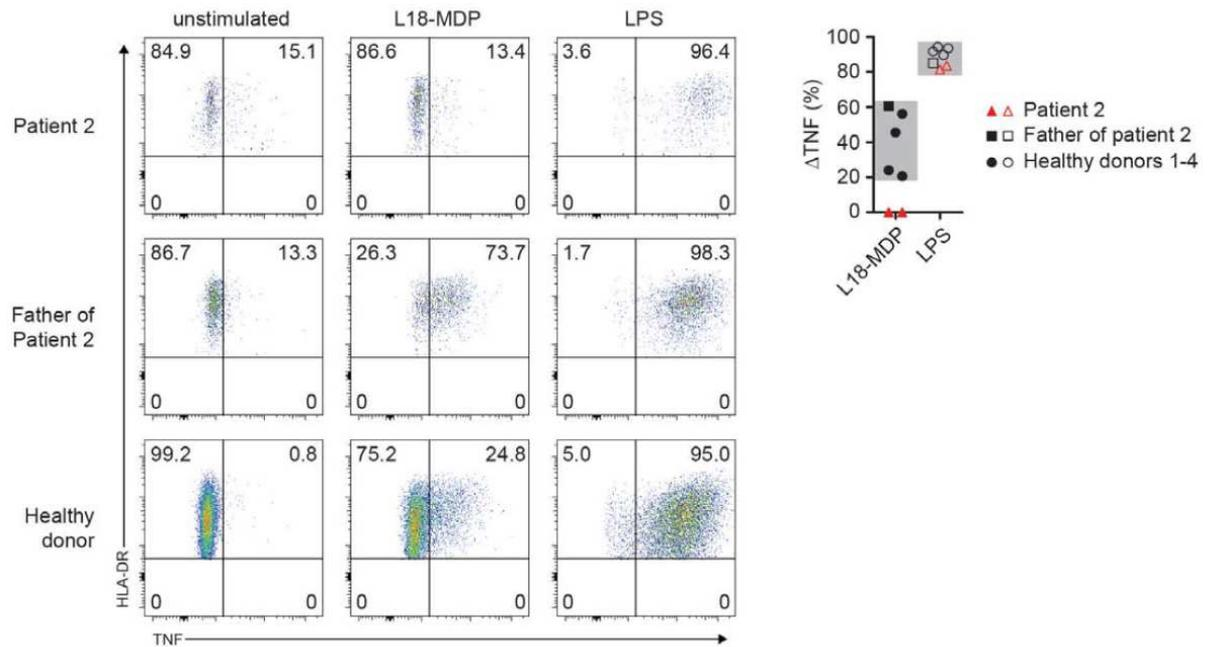 unstimulated L18-MDP LPS
84.9 15.1 86.6 13.4 3.6 96.4
Patient 2
0 0 0 0 0 0
86.7 13.3 26.3 73.7 1.7 98.3
Father of
Patient 2
0 0 0 0 0 0
99.2 0.8 75.2 24.8 5.0 95.0
Healthy
donor
0 0 0 0 0 0
HLA-DR
TNF
ΔTNF (%)
100
80
60
40
20
0
L18-MDP
LPS
Patient 2
Father of patient 2
Healthy donors 1-4